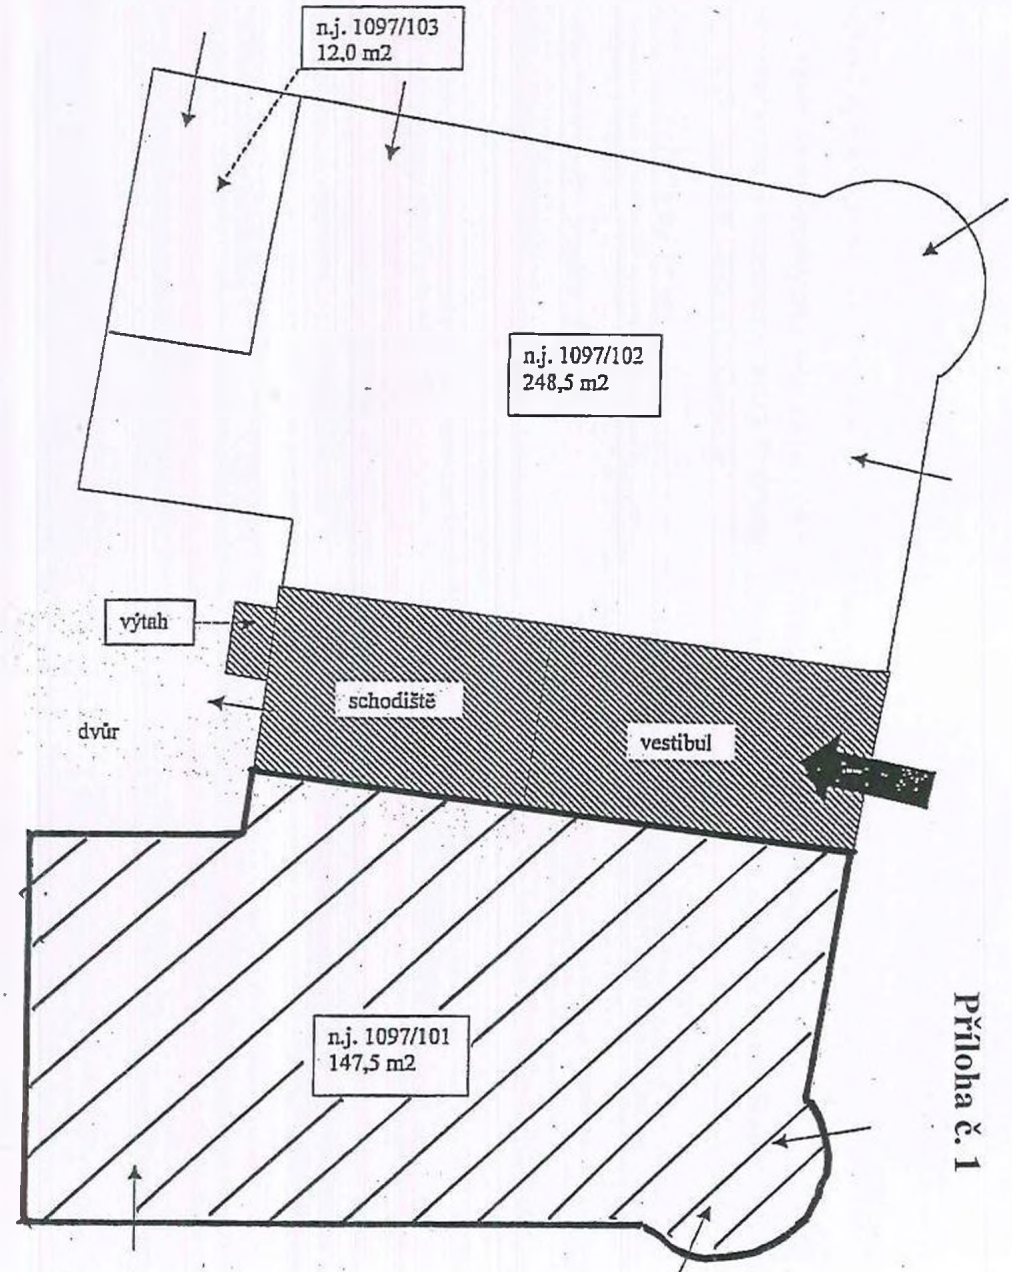 n.j. 1097/103
12,0 m2
n.j. 1097/102
248,5 m2
výtah
schodiště
dvůr
vestibul
n.j. 1097/101
147,5 m2
Příloha č. 1